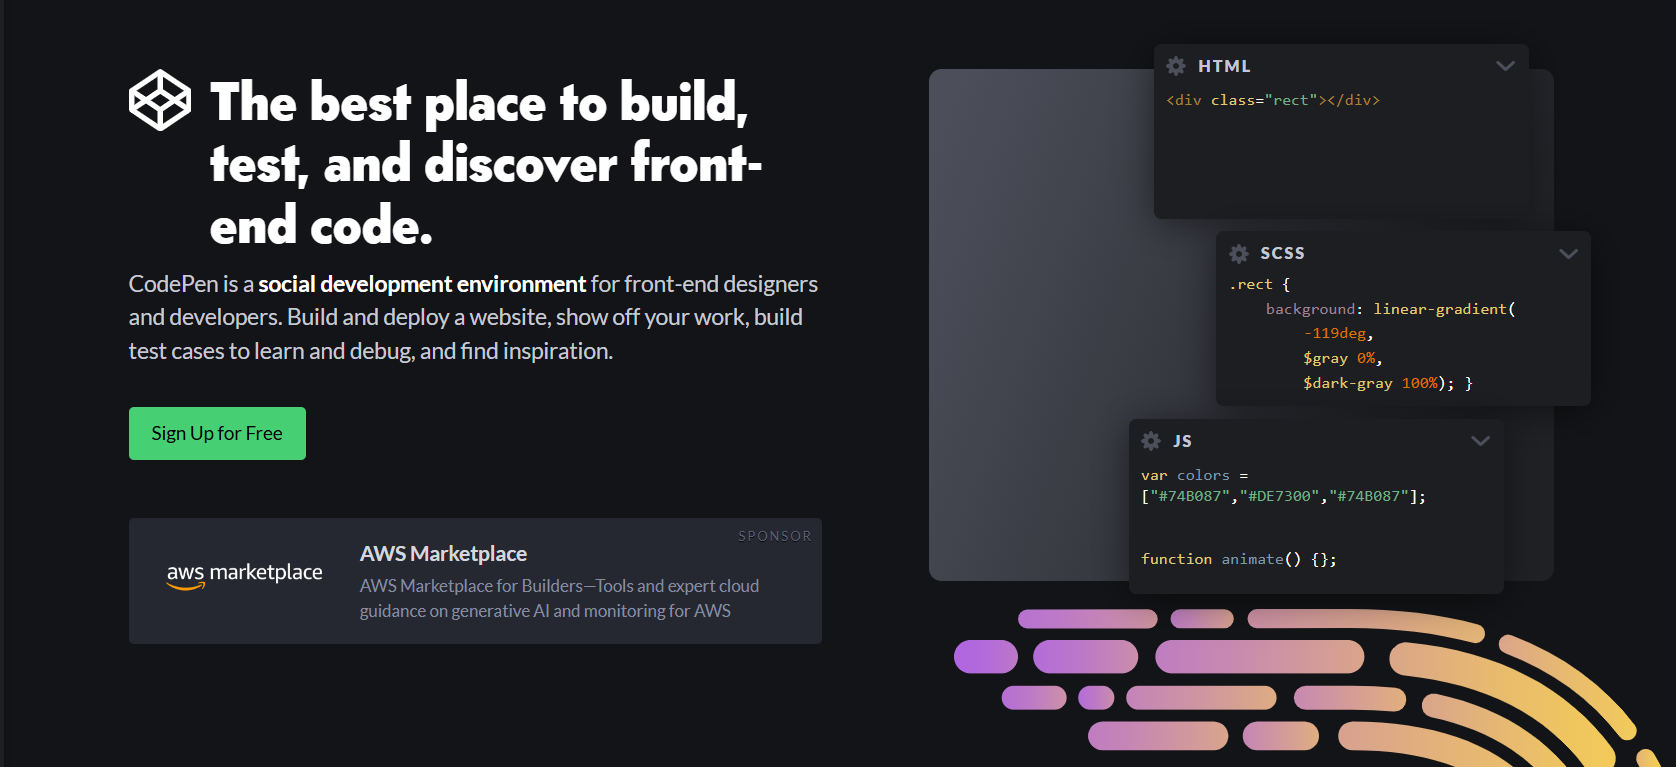 The best place to build,
test, and discover front-
end code.
CodePen is a social development environment for front-end designers
and developers. Build and deploy a website, show off your work, build
test cases to learn and debug, and find inspiration.
Sign Up for Free
SPONSOR
aws marketplace
AWS Marketplace
AWS Marketplace for Builders—Tools and expert cloud
guidance on generative AI and monitoring for AWS
HTML
<div class="rect"></div>
SCSS
.rect {
background: linear-gradient(
-119deg,
$gray 0%,
$dark-gray 100%); }
JS
var colors =
["#74B087","#DE7300","#74B087"];
function animate() {};